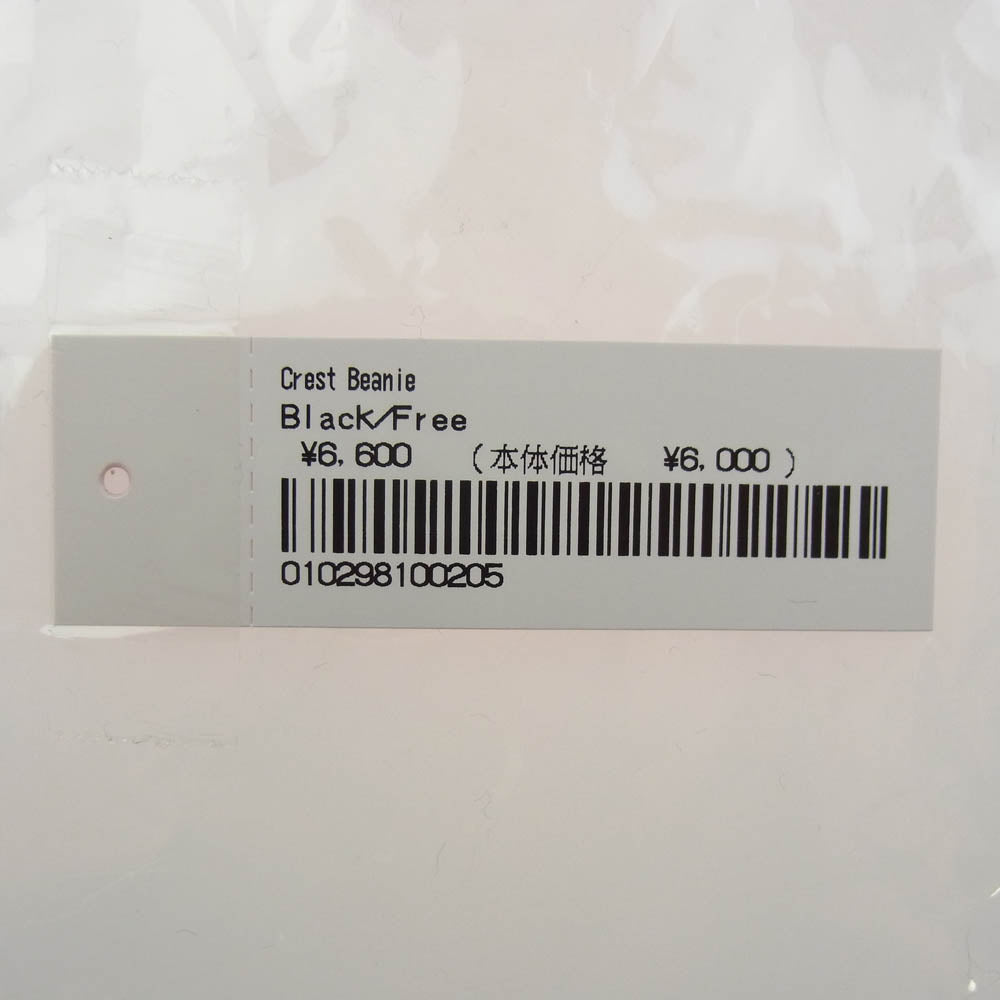 Crest Beanie
Black/Free
¥6,600 (本体価格 ¥6,000)
010298100205